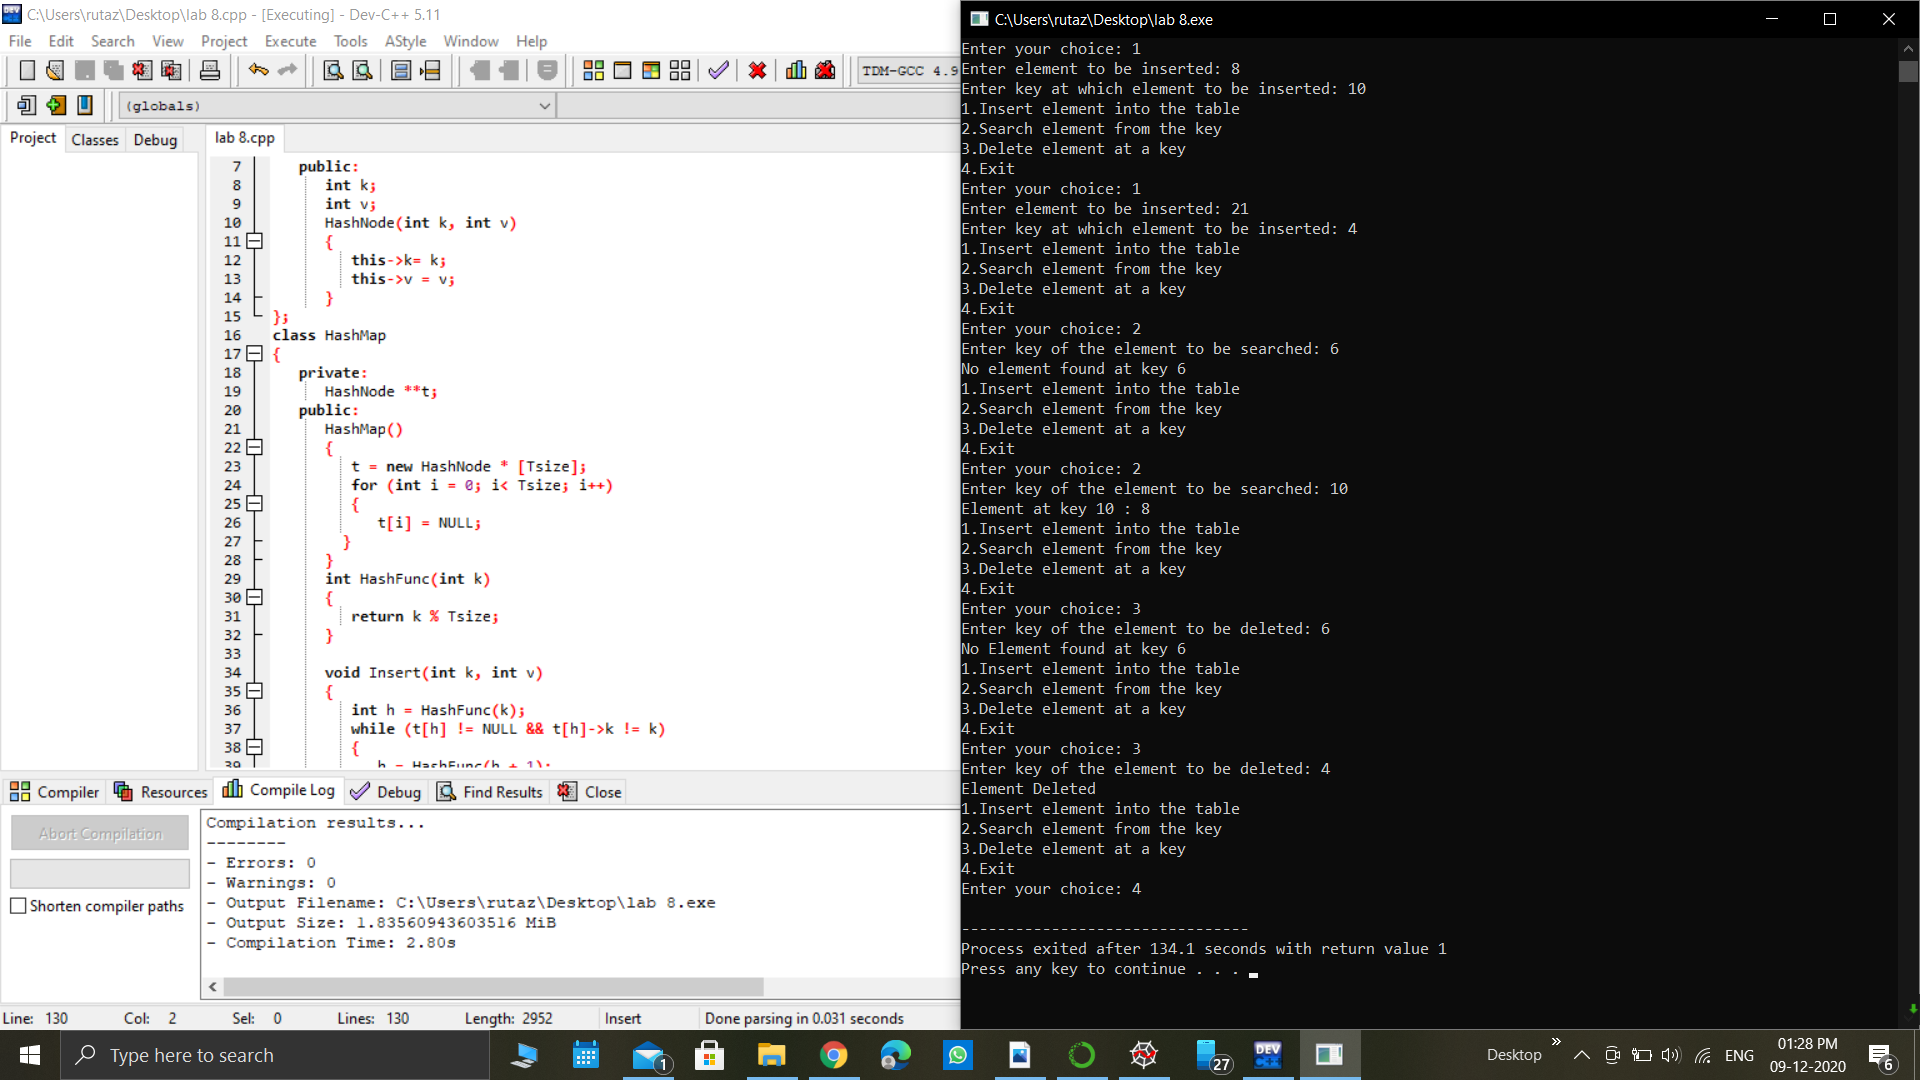 C:\Users\rutaz\Desktop\lab 8.cpp - [Executing] - Dev-C++ 5.11
File Edit Search View Project Execute Tools AStyle Window Help
TDM-GCC 4.9
(globals)
Project Classes Debug
lab 8.cpp
7 public:
8 int k;
9 int v;
10 HashNode(int k, int v)
11 {
12 this->k= k;
13 this->v = v;
14 }
15 };
16 class HashMap
17 {
18 private:
19 HashNode **t;
20 public:
21 HashMap()
22 {
23 t = new HashNode * [Tsize];
24 for (int i = 0; i< Tsize; i++)
25 {
26 t[i] = NULL;
27 }
28 }
29 int HashFunc(int k)
30 {
31 return k % Tsize;
32 }
33
34 void Insert(int k, int v)
35 {
36 int h = HashFunc(k);
37 while (t[h] != NULL && t[h]->k != k)
38 {
39 h = HashFunc(h + 1);
Compiler Resources Compile Log Debug Find Results Close
Abort Compilation
Shorten compiler paths
Compilation results...
--------
- Errors: 0
- Warnings: 0
- Output Filename: C:\Users\rutaz\Desktop\lab 8.exe
- Output Size: 1.83560943603516 MiB
- Compilation Time: 2.80s
Line: 130 Col: 2 Sel: 0 Lines: 130 Length: 2952 Insert Done parsing in 0.031 seconds
C:\Users\rutaz\Desktop\lab 8.exe
Enter your choice: 1
Enter element to be inserted: 8
Enter key at which element to be inserted: 10
1.Insert element into the table
2.Search element from the key
3.Delete element at a key
4.Exit
Enter your choice: 1
Enter element to be inserted: 21
Enter key at which element to be inserted: 4
1.Insert element into the table
2.Search element from the key
3.Delete element at a key
4.Exit
Enter your choice: 2
Enter key of the element to be searched: 6
No element found at key 6
1.Insert element into the table
2.Search element from the key
3.Delete element at a key
4.Exit
Enter your choice: 2
Enter key of the element to be searched: 10
Element at key 10 : 8
1.Insert element into the table
2.Search element from the key
3.Delete element at a key
4.Exit
Enter your choice: 3
Enter key of the element to be deleted: 6
No Element found at key 6
1.Insert element into the table
2.Search element from the key
3.Delete element at a key
4.Exit
Enter your choice: 3
Enter key of the element to be deleted: 4
Element Deleted
1.Insert element into the table
2.Search element from the key
3.Delete element at a key
4.Exit
Enter your choice: 4
--------------------------------
Process exited after 134.1 seconds with return value 1
Press any key to continue . . .
Type here to search
1
27
DEV
Desktop
ENG
01:28 PM
09-12-2020
6